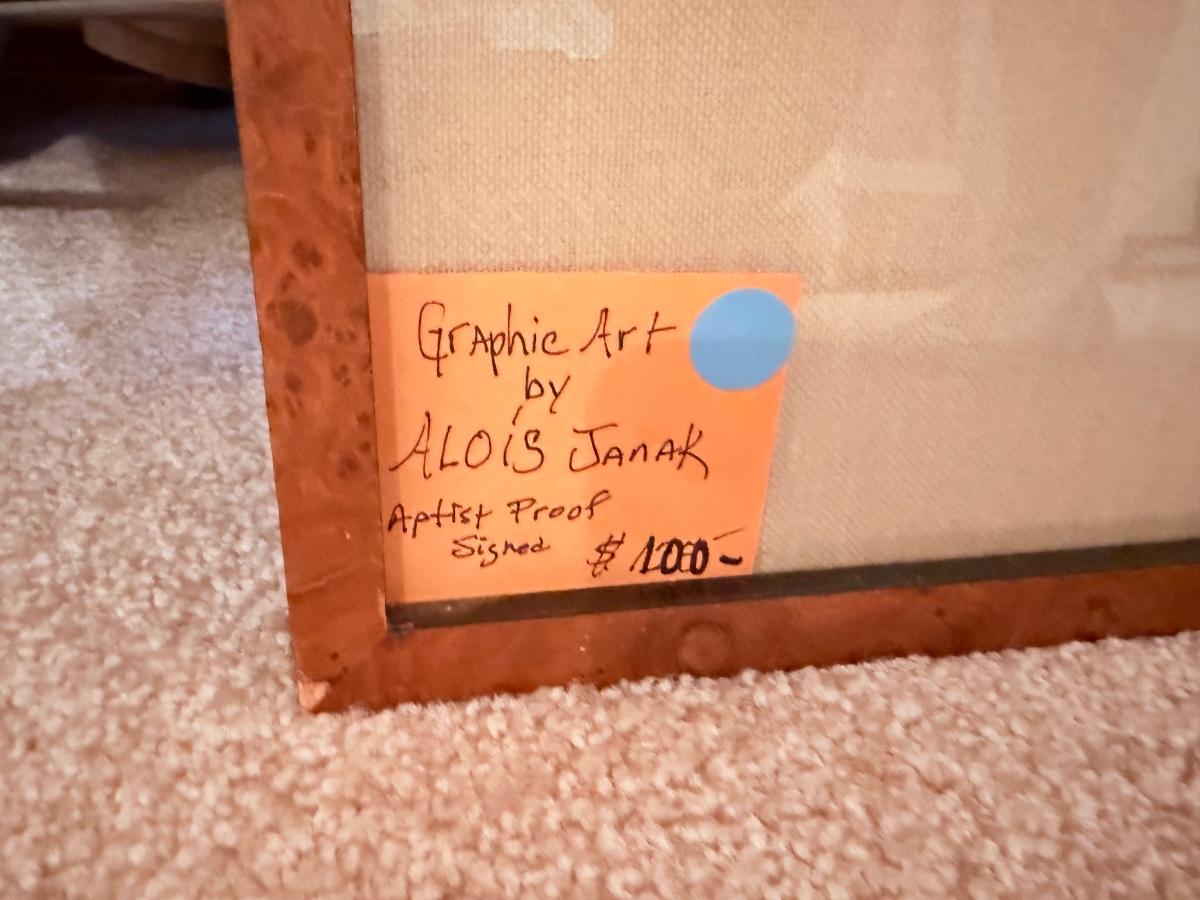 Graphic Art
by
ALOIS JANAK
Artist Proof
Signed $ 100-